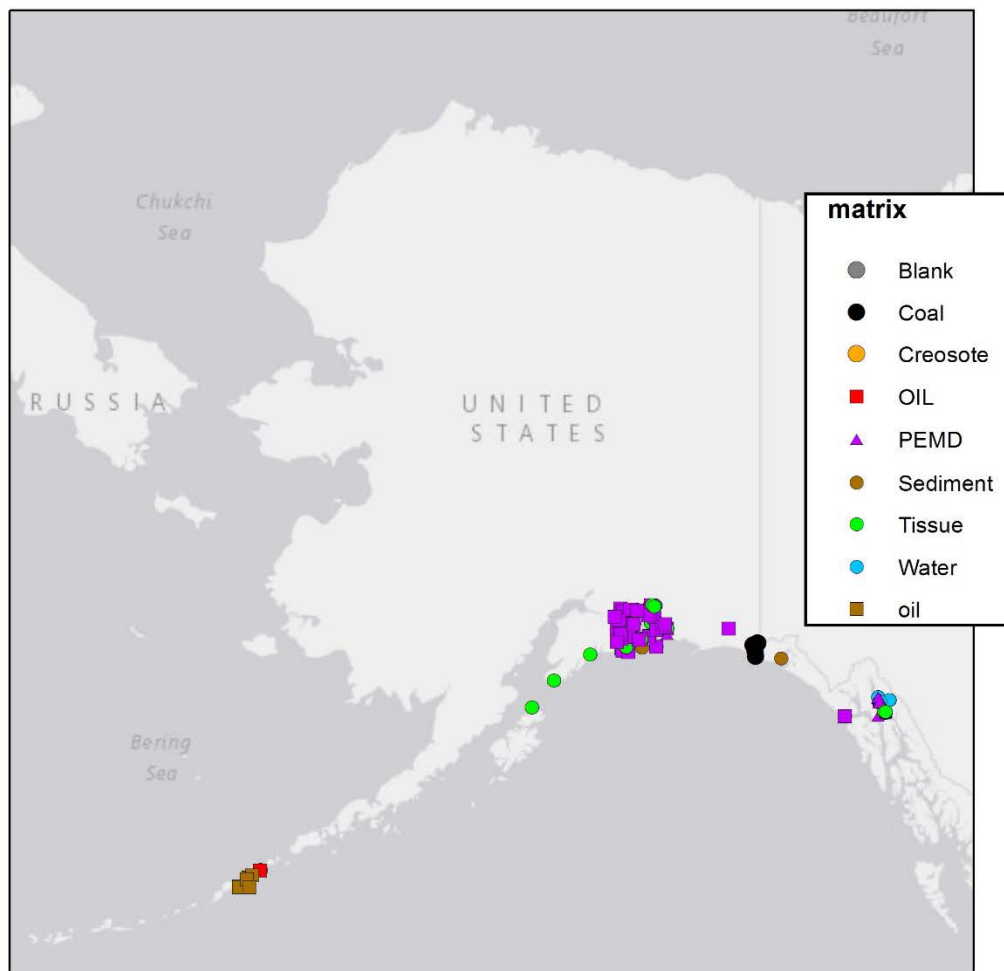 Beaufort
Sea
Chukchi
Sea
RUSSIA
UNITED
STATES
Bering
Sea
matrix
Blank
Coal
Creosote
OIL
PEMD
Sediment
Tissue
Water
oil